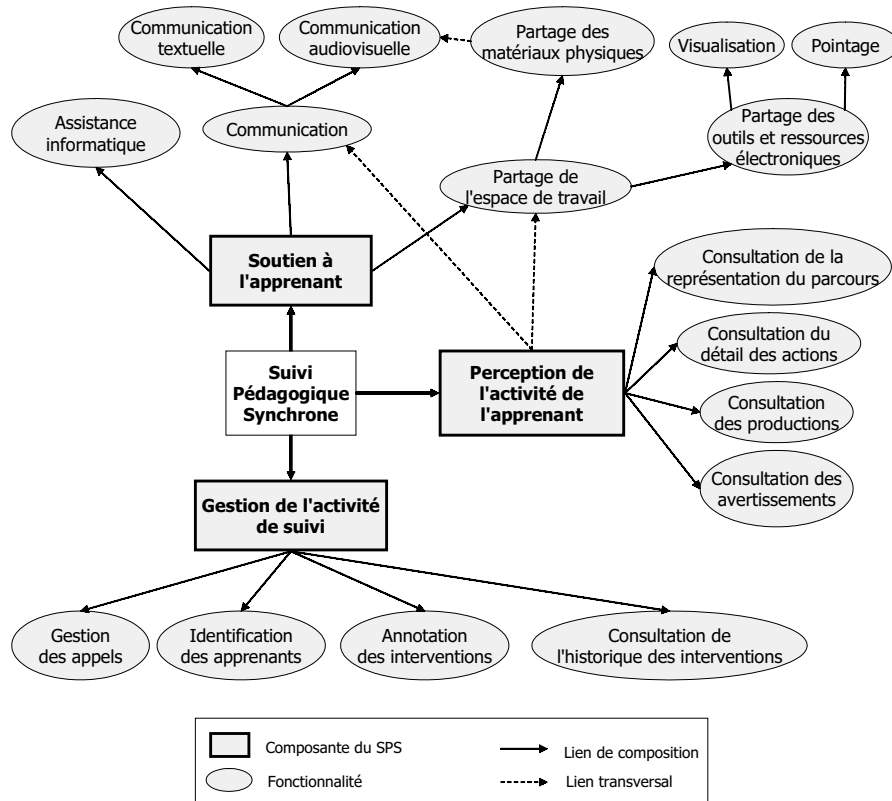 Communication
textuelle
Communication
audiovisuelle
Partage des
matériaux physiques
Visualisation
Pointage
Assistance
informatique
Communication
Partage des
outils et ressources
électroniques
Partage de
l'espace de travail
Soutien à
l'apprenant
Consultation de la
représentation du parcours
Suivi
Pédagogique
Synchrone
Perception de
l'activité de
l'apprenant
Consultation du
détail des actions
Consultation
des productions
Consultation des
avertissements
Gestion de l'activité
de suivi
Gestion
des appels
Identification
des apprenants
Annotation
des interventions
Consultation de
l'historique des interventions
Composante du SPS
Lien de composition
Fonctionnalité
Lien transversal